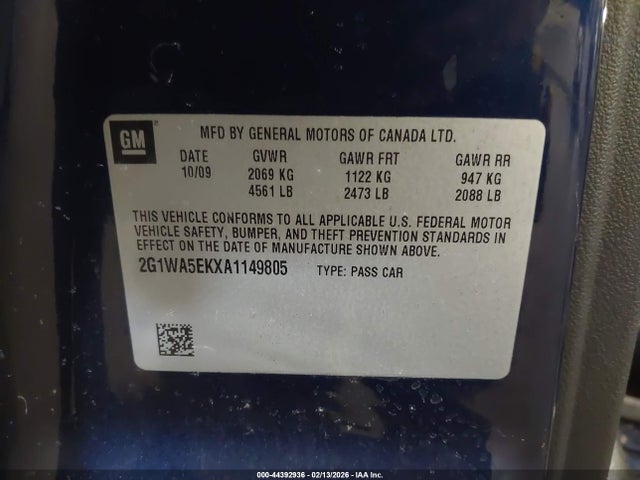 GM
MFD BY GENERAL MOTORS OF CANADA LTD.
DATE GVWR GAWR FRT GAWR RR
10/09 2069 KG 1122 KG 947 KG
4561 LB 2473 LB 2088 LB
THIS VEHICLE CONFORMS TO ALL APPLICABLE U.S. FEDERAL MOTOR
VEHICLE SAFETY, BUMPER, AND THEFT PREVENTION STANDARDS IN
EFFECT ON THE DATE OF MANUFACTURE SHOWN ABOVE.
2G1WA5EKXA1149805 TYPE: PASS CAR
000-44392936 - 02/13/2026 - IAA Inc.